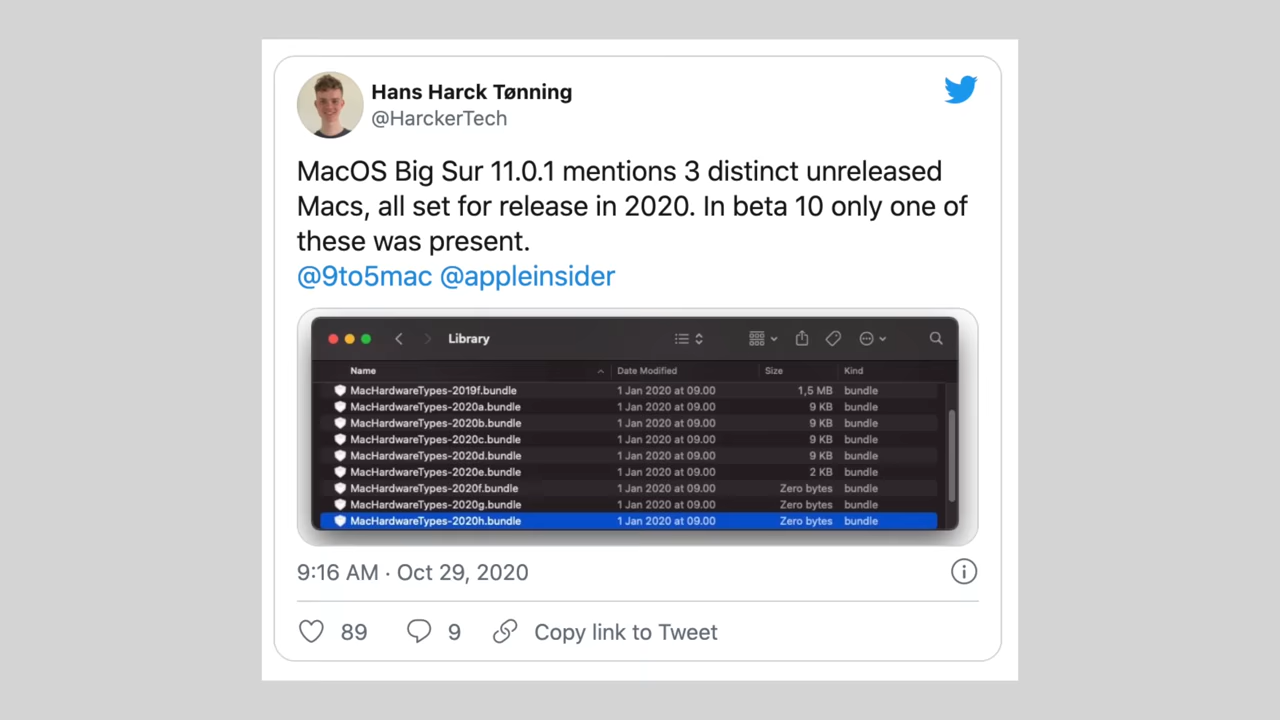 Hans Harck Tønning
@HarckerTech
MacOS Big Sur 11.0.1 mentions 3 distinct unreleased
Macs, all set for release in 2020. In beta 10 only one of
these was present.
@9to5mac @appleinsider
Library
Name Date Modified Size Kind
MacHardwareTypes-2019f.bundle 1 Jan 2020 at 09.00 1,5 MB bundle
MacHardwareTypes-2020a.bundle 1 Jan 2020 at 09.00 9 KB bundle
MacHardwareTypes-2020b.bundle 1 Jan 2020 at 09.00 9 KB bundle
MacHardwareTypes-2020c.bundle 1 Jan 2020 at 09.00 9 KB bundle
MacHardwareTypes-2020d.bundle 1 Jan 2020 at 09.00 9 KB bundle
MacHardwareTypes-2020e.bundle 1 Jan 2020 at 09.00 2 KB bundle
MacHardwareTypes-2020f.bundle 1 Jan 2020 at 09.00 Zero bytes bundle
MacHardwareTypes-2020g.bundle 1 Jan 2020 at 09.00 Zero bytes bundle
MacHardwareTypes-2020h.bundle 1 Jan 2020 at 09.00 Zero bytes bundle
9:16 AM · Oct 29, 2020
89 9 Copy link to Tweet